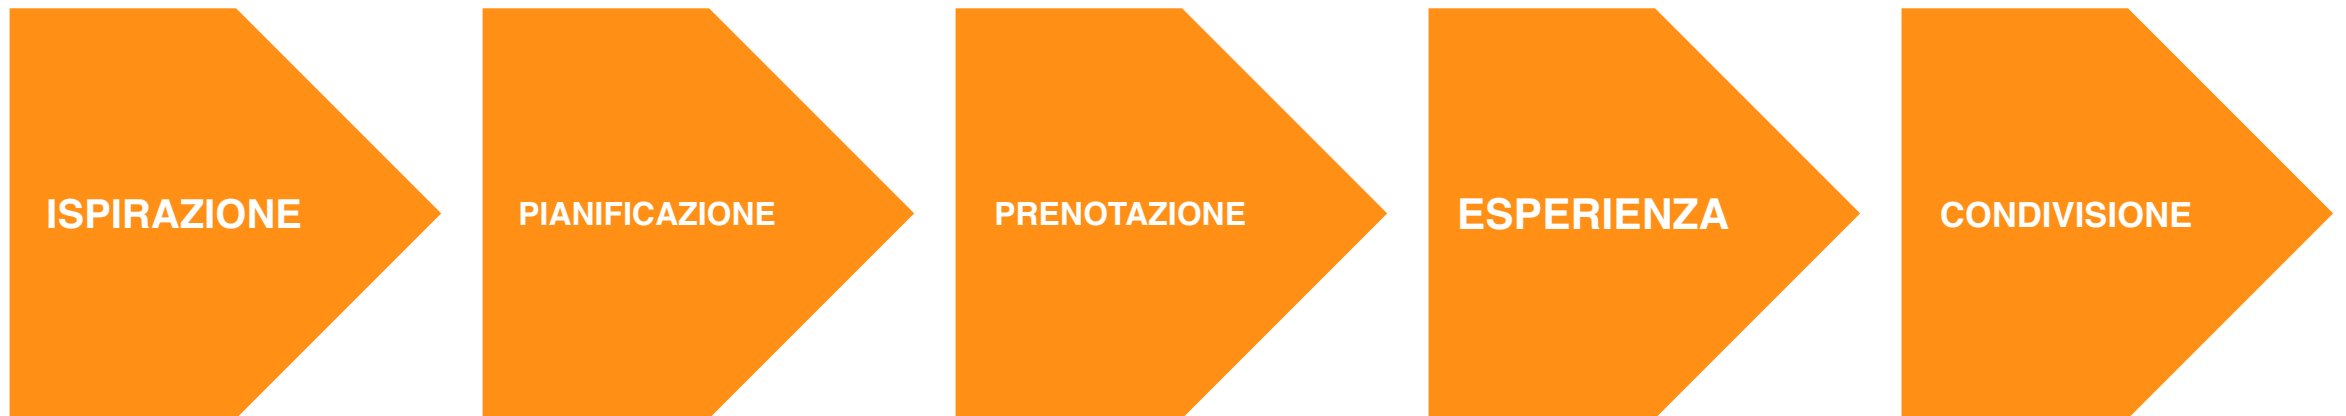 ISPIRAZIONE
PIANIFICAZIONE
PRENOTAZIONE
ESPERIENZA
CONDIVISIONE